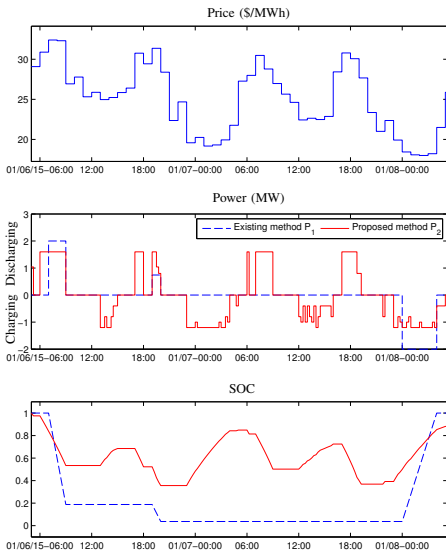 Price ($/MWh)
35
30
25
20
01/06/15–06:00 12:00 18:00 01/07–00:00 06:00 12:00 18:00 01/08–00:00
Power (MW)
Charging Discharging
3
2
1
0
−1
−2
Existing method P1 Proposed method P2
01/06/15–06:00 12:00 18:00 01/07–00:00 06:00 12:00 18:00 01/08–00:00
SOC
1
0.8
0.6
0.4
0.2
0
01/06/15–06:00 12:00 18:00 01/07–00:00 06:00 12:00 18:00 01/08–00:00